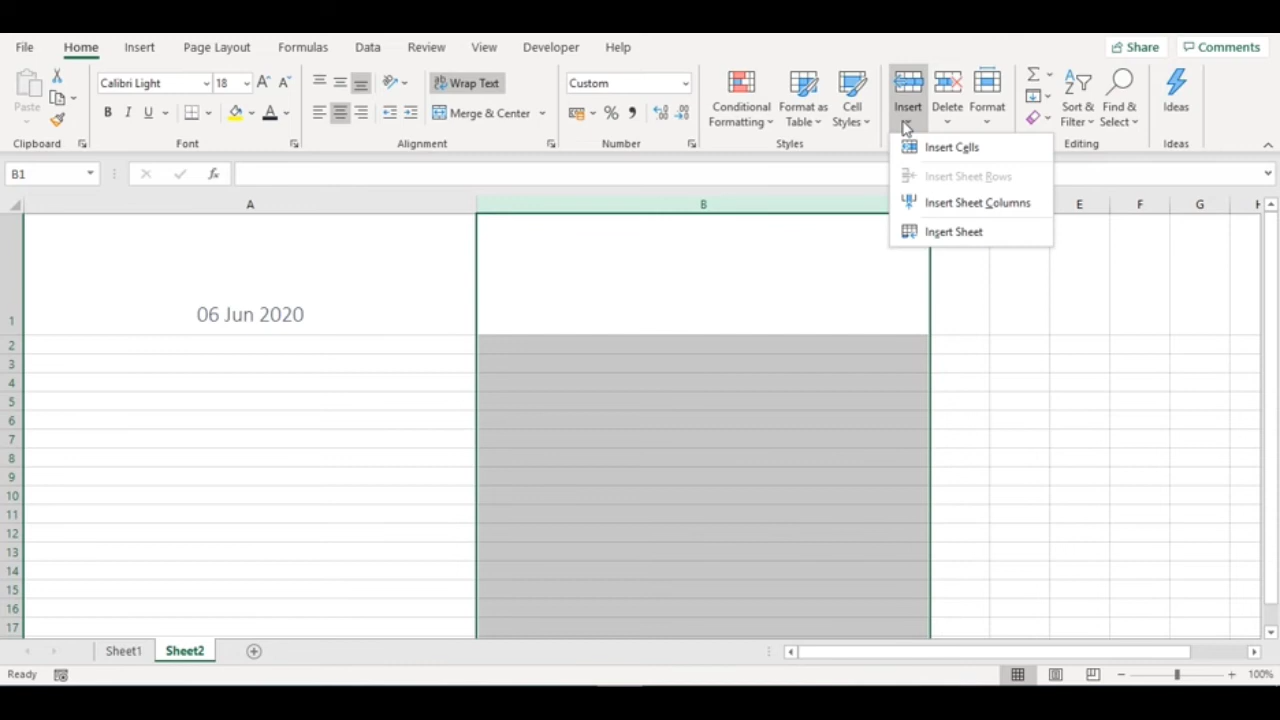 File Home Insert Page Layout Formulas Data Review View Developer Help Share Comments
Paste
Calibri Light 18
Wrap Text
Merge & Center
Custom
Conditional Formatting
Format as Table
Cell Styles
Insert Delete Format
Sort & Filter
Find & Select
Ideas
Clipboard Font Alignment Number Styles Editing Ideas
Insert Cells
Insert Sheet Rows
Insert Sheet Columns
Insert Sheet
B1 fx
A B E F G H
06 Jun 2020
1
2
3
4
5
6
7
8
9
10
11
12
13
14
15
16
17
Sheet1 Sheet2
Ready 100%